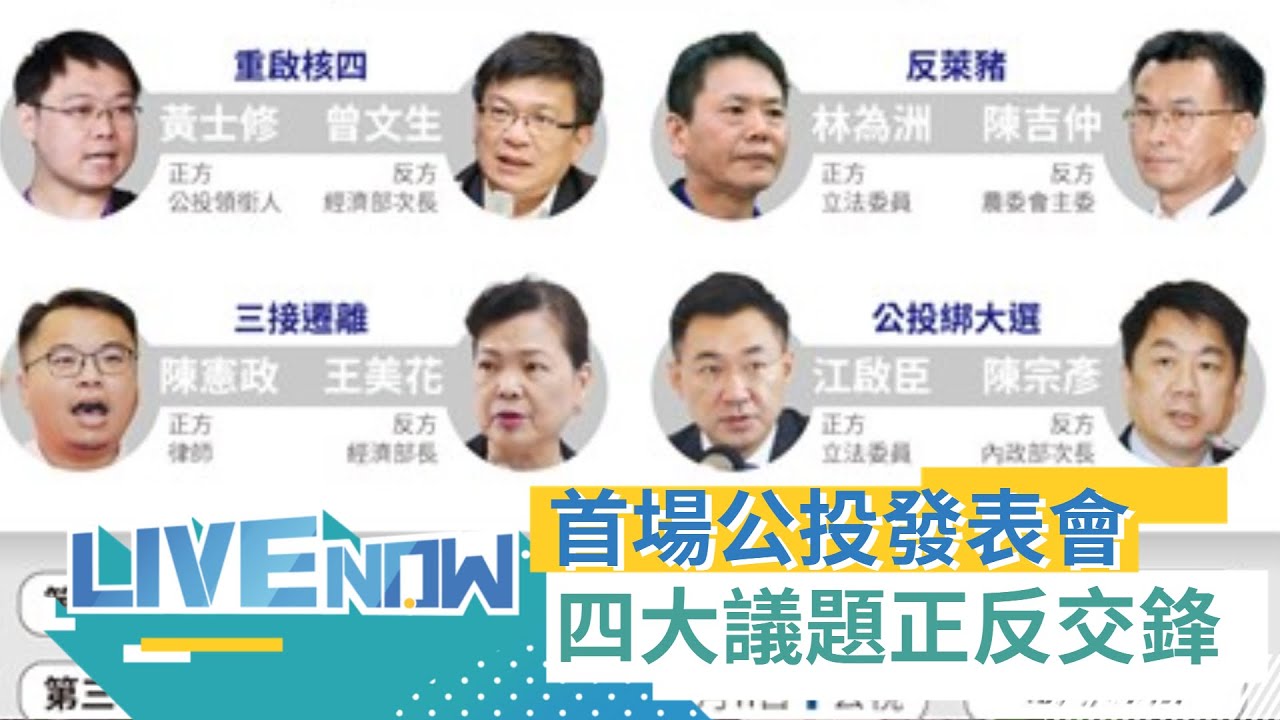 重啟核四
黃士修 曾文生
正方 反方
公投領銜人 經濟部次長
反萊豬
林為洲 陳吉仲
正方 反方
立法委員 農委會主委
三接遷離
陳憲政 王美花
正方 反方
律師 經濟部長
公投綁大選
江啟臣 陳宗彥
正方 反方
立法委員 內政部次長
LIVE NOW
首場公投發表會
四大議題正反交鋒
第三